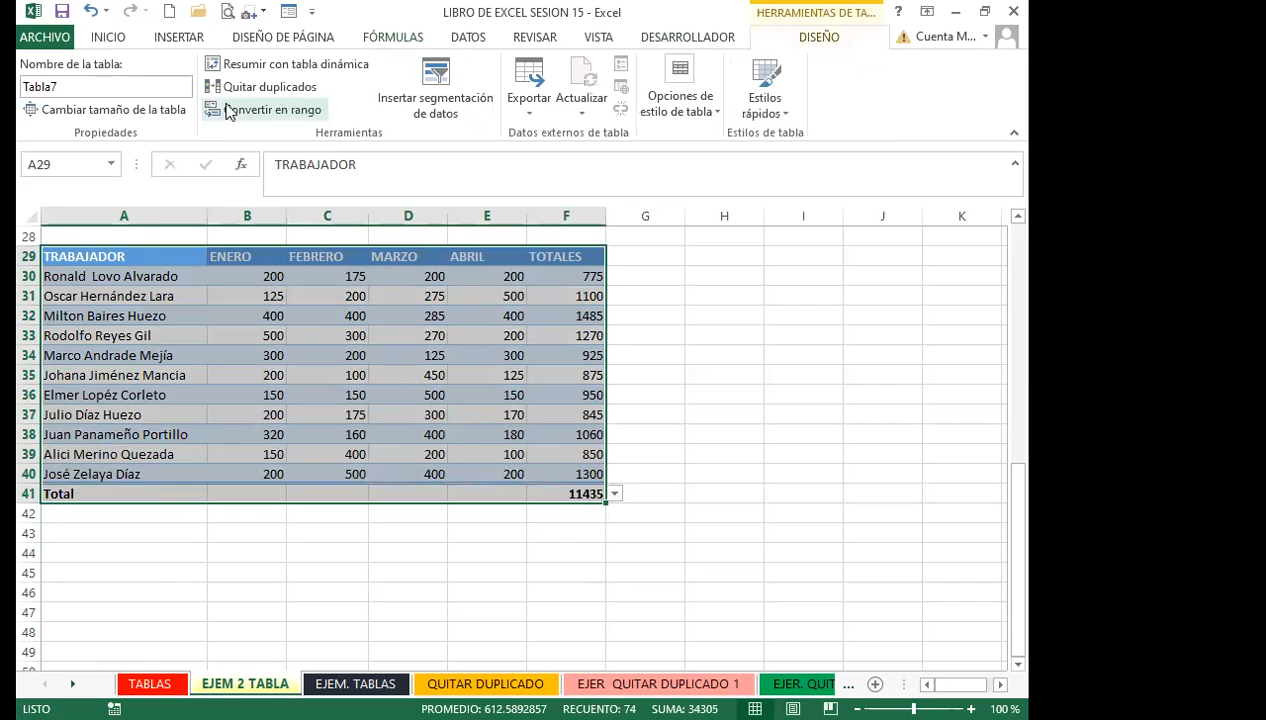 LIBRO DE EXCEL SESION 15 - Excel
HERRAMIENTAS DE TA...
ARCHIVO INICIO INSERTAR DISEÑO DE PÁGINA FÓRMULAS DATOS REVISAR VISTA DESARROLLADOR DISEÑO Cuenta M...
Nombre de la tabla:
Tabla7
Cambiar tamaño de la tabla
Propiedades
Resumir con tabla dinámica
Quitar duplicados
Convertir en rango
Herramientas
Insertar segmentación
de datos
Exportar Actualizar
Datos externos de tabla
Opciones de
estilo de tabla
Estilos
rápidos
Estilos de tabla
A29 fx TRABAJADOR
A B C D E F G H I J K
28
29 TRABAJADOR ENERO FEBRERO MARZO ABRIL TOTALES
30 Ronald Lovo Alvarado 200 175 200 200 775
31 Oscar Hernández Lara 125 200 275 500 1100
32 Milton Baires Huezo 400 400 285 400 1485
33 Rodolfo Reyes Gil 500 300 270 200 1270
34 Marco Andrade Mejía 300 200 125 300 925
35 Johana Jiménez Mancia 200 100 450 125 875
36 Elmer Lopéz Corleto 150 150 500 150 950
37 Julio Díaz Huezo 200 175 300 170 845
38 Juan Panameño Portillo 320 160 400 180 1060
39 Alici Merino Quezada 150 400 200 100 850
40 José Zelaya Díaz 200 500 400 200 1300
41 Total 11435
42
43
44
45
46
47
48
49
TABLAS EJEM 2 TABLA EJEM. TABLAS QUITAR DUPLICADO EJER QUITAR DUPLICADO 1 EJER. QUIT ...
LISTO PROMEDIO: 612.5892857 RECUENTO: 74 SUMA: 34305 100 %